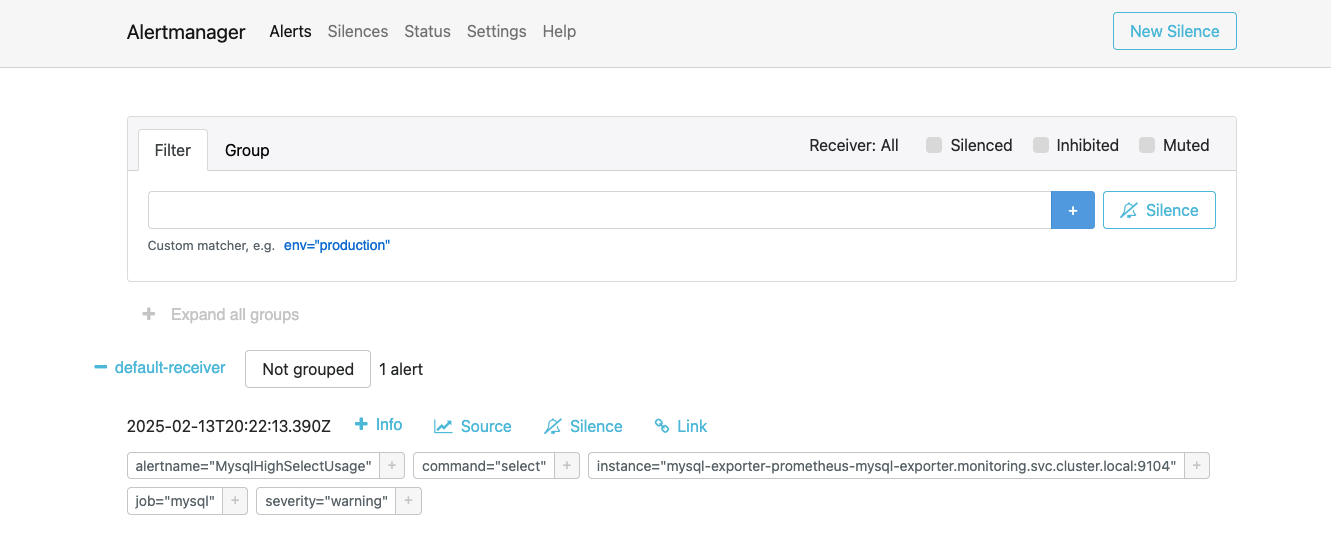 Alertmanager Alerts Silences Status Settings Help New Silence
Filter Group Receiver: All Silenced Inhibited Muted
+ Silence
Custom matcher, e.g. env="production"
+ Expand all groups
− default-receiver Not grouped 1 alert
2025-02-13T20:22:13.390Z + Info Source Silence Link
alertname="MysqlHighSelectUsage" + command="select" + instance="mysql-exporter-prometheus-mysql-exporter.monitoring.svc.cluster.local:9104" +
job="mysql" + severity="warning" +